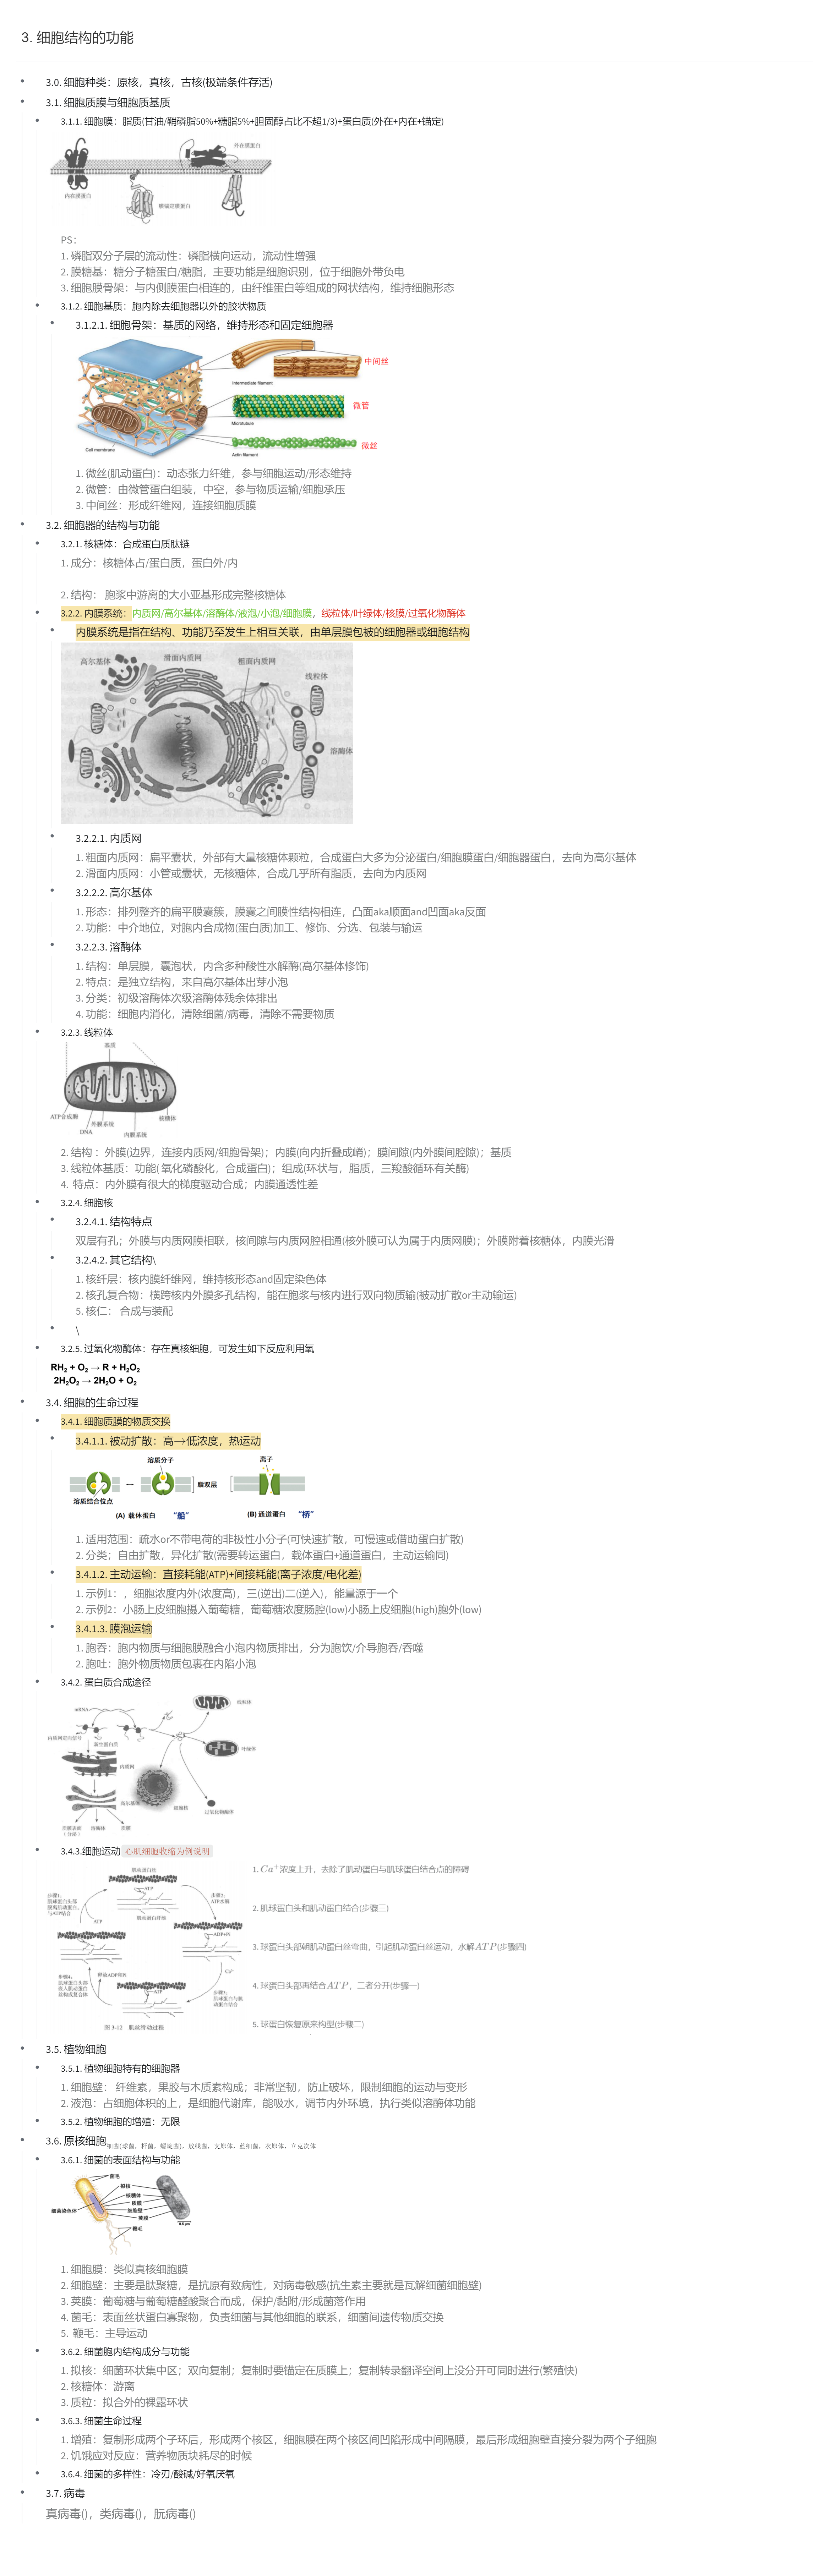 3. 细胞结构的功能
3.0. 细胞种类：原核，真核，古核(极端条件存活)
3.1. 细胞质膜与细胞质基质
3.1.1. 细胞膜：脂质(甘油/鞘磷脂50%+糖脂5%+胆固醇占比不超1/3)+蛋白质(外在+内在+锚定)
外在膜蛋白
内在膜蛋白
脂锚定膜蛋白
PS：
1. 磷脂双分子层的流动性：磷脂横向运动，流动性增强
2. 膜糖基：糖分子糖蛋白/糖脂，主要功能是细胞识别，位于细胞外带负电
3. 细胞膜骨架：与内侧膜蛋白相连的，由纤维蛋白等组成的网状结构，维持细胞形态
3.1.2. 细胞基质：胞内除去细胞器以外的胶状物质
3.1.2.1. 细胞骨架：基质的网络，维持形态和固定细胞器
中间丝
Intermediate filament
微管
Microtubule
微丝
Cell membrane
Actin filament
1. 微丝(肌动蛋白)：动态张力纤维，参与细胞运动/形态维持
2. 微管：由微管蛋白组装，中空，参与物质运输/细胞承压
3. 中间丝：形成纤维网，连接细胞质膜
3.2. 细胞器的结构与功能
3.2.1. 核糖体：合成蛋白质肽链
1. 成分：核糖体占/蛋白质，蛋白外/内
2. 结构： 胞浆中游离的大小亚基形成完整核糖体
3.2.2. 内膜系统：内质网/高尔基体/溶酶体/液泡/小泡/细胞膜，线粒体/叶绿体/核膜/过氧化物酶体
内膜系统是指在结构、功能乃至发生上相互关联，由单层膜包被的细胞器或细胞结构
高尔基体
滑面内质网
粗面内质网
线粒体
溶酶体
3.2.2.1. 内质网
1. 粗面内质网：扁平囊状，外部有大量核糖体颗粒，合成蛋白大多为分泌蛋白/细胞膜蛋白/细胞器蛋白，去向为高尔基体
2. 滑面内质网：小管或囊状，无核糖体，合成几乎所有脂质，去向为内质网
3.2.2.2. 高尔基体
1. 形态：排列整齐的扁平膜囊簇，膜囊之间膜性结构相连，凸面aka顺面and凹面aka反面
2. 功能：中介地位，对胞内合成物(蛋白质)加工、修饰、分选、包装与输运
3.2.2.3. 溶酶体
1. 结构：单层膜，囊泡状，内含多种酸性水解酶(高尔基体修饰)
2. 特点：是独立结构，来自高尔基体出芽小泡
3. 分类：初级溶酶体次级溶酶体残余体排出
4. 功能：细胞内消化，清除细菌/病毒，清除不需要物质
3.2.3. 线粒体
基质
ATP合成酶
核糖体
外膜系统
DNA
内膜系统
2. 结构 ：外膜(边界，连接内质网/细胞骨架)；内膜(向内折叠成嵴)；膜间隙(内外膜间腔隙)；基质
3. 线粒体基质：功能( 氧化磷酸化，合成蛋白)；组成(环状与，脂质，三羧酸循环有关酶)
4. 特点：内外膜有很大的梯度驱动合成；内膜通透性差
3.2.4. 细胞核
3.2.4.1. 结构特点
双层有孔；外膜与内质网膜相联，核间隙与内质网腔相通(核外膜可认为属于内质网膜)；外膜附着核糖体，内膜光滑
3.2.4.2. 其它结构\
1. 核纤层：核内膜纤维网，维持核形态and固定染色体
2. 核孔复合物：横跨核内外膜多孔结构，能在胞浆与核内进行双向物质输(被动扩散or主动输运)
5. 核仁： 合成与装配
\
3.2.5. 过氧化物酶体：存在真核细胞，可发生如下反应利用氧
RH₂ + O₂ → R + H₂O₂
2H₂O₂ → 2H₂O + O₂
3.4. 细胞的生命过程
3.4.1. 细胞质膜的物质交换
3.4.1.1. 被动扩散：高→低浓度，热运动
溶质分子
离子
脂双层
溶质结合位点
(A) 载体蛋白 “船”
(B) 通道蛋白 “桥”
1. 适用范围：疏水or不带电荷的非极性小分子(可快速扩散，可慢速或借助蛋白扩散)
2. 分类；自由扩散，异化扩散(需要转运蛋白，载体蛋白+通道蛋白，主动运输同)
3.4.1.2. 主动运输：直接耗能(ATP)+间接耗能(离子浓度/电化差)
1. 示例1：，细胞浓度内外(浓度高)，三(逆出)二(逆入)，能量源于一个
2. 示例2：小肠上皮细胞摄入葡萄糖，葡萄糖浓度肠腔(low)小肠上皮细胞(high)胞外(low)
3.4.1.3. 膜泡运输
1. 胞吞：胞内物质与细胞膜融合小泡内物质排出，分为胞饮/介导胞吞/吞噬
2. 胞吐：胞外物质物质包裹在内陷小泡
3.4.2. 蛋白质合成途径
线粒体
mRNA
内质网定向信号
新生蛋白质
叶绿体
内质网
高尔基体
细胞核
过氧化物酶体
质膜表面
(分泌)
溶酶体
质膜
3.4.3.细胞运动 心肌细胞收缩为例说明
肌动蛋白丝
ATP
肌球蛋白纤维
步骤1：
肌球蛋白头部
脱离肌动蛋白，
与ATP结合
步骤2：
ATP水解
ATP
ADP+Pi
Ca⁺
释放ADP和Pi
步骤4：
ATP
步骤3：
肌球蛋白与肌
动蛋白结合
图 3-12 肌丝滑动过程
1. Ca⁺浓度上升，去除了肌动蛋白与肌球蛋白结合点的障碍
2. 肌球蛋白头和肌动蛋白结合(步骤三)
3. 球蛋白头部朝肌动蛋白丝弯曲，引起肌动蛋白丝运动，水解ATP(步骤四)
4. 球蛋白头部再结合ATP，二者分开(步骤一)
5. 球蛋白恢复原来构型(步骤二)
3.5. 植物细胞
3.5.1. 植物细胞特有的细胞器
1. 细胞壁： 纤维素，果胶与木质素构成；非常坚韧，防止破坏，限制细胞的运动与变形
2. 液泡：占细胞体积的上，是细胞代谢库，能吸水，调节内外环境，执行类似溶酶体功能
3.5.2. 植物细胞的增殖：无限
3.6. 原核细胞细菌(球菌，杆菌，螺旋菌)，放线菌，支原体，蓝细菌，衣原体，立克次体
3.6.1. 细菌的表面结构与功能
菌毛
拟核
核糖体
质膜
细菌染色体
细胞壁
荚膜
鞭毛
1. 细胞膜：类似真核细胞膜
2. 细胞壁：主要是肽聚糖，是抗原有致病性，对病毒敏感(抗生素主要就是瓦解细菌细胞壁)
3. 荚膜：葡萄糖与葡萄糖醛酸聚合而成，保护/黏附/形成菌落作用
4. 菌毛：表面丝状蛋白寡聚物，负责细菌与其他细胞的联系，细菌间遗传物质交换
5. 鞭毛：主导运动
3.6.2. 细菌胞内结构成分与功能
1. 拟核：细菌环状集中区；双向复制；复制时要锚定在质膜上；复制转录翻译空间上没分开可同时进行(繁殖快)
2. 核糖体：游离
3. 质粒：拟合外的裸露环状
3.6.3. 细菌生命过程
1. 增殖：复制形成两个子环后，形成两个核区，细胞膜在两个核区间凹陷形成中间隔膜，最后形成细胞壁直接分裂为两个子细胞
2. 饥饿应对反应：营养物质块耗尽的时候
3.6.4. 细菌的多样性：冷刃/酸碱/好氧厌氧
3.7. 病毒
真病毒()，类病毒()，朊病毒()